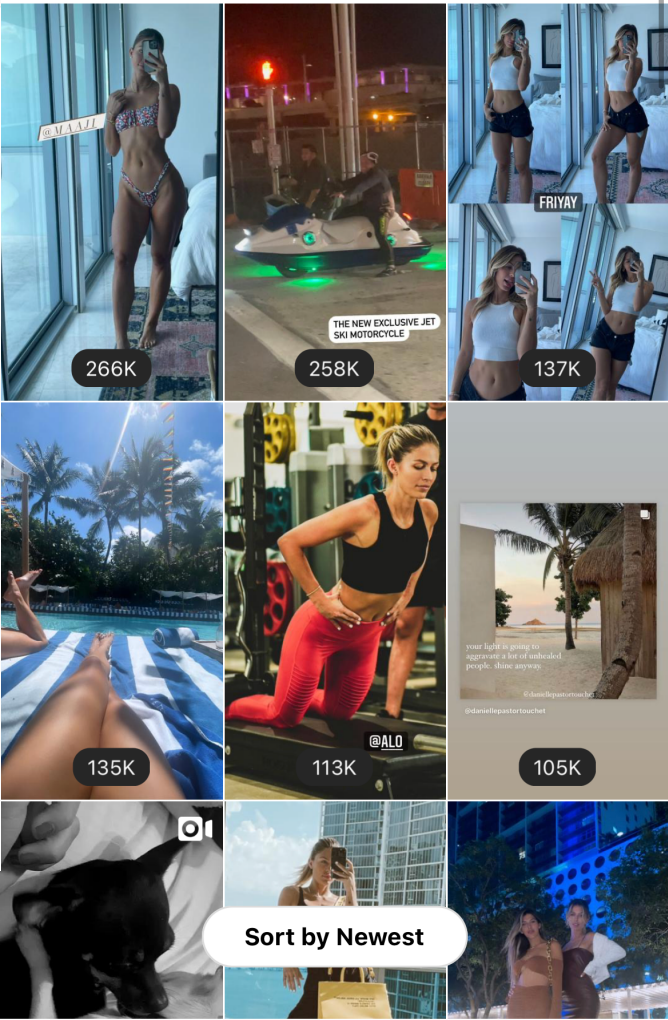 @MAAJI
THE NEW EXCLUSIVE JET
SKI MOTORCYCLE
FRIYAY
266K
258K
137K
your light is going to
aggravate a lot of unhealed
people. shine anyway.
@daniellepastortouchet
@daniellepastortouchet
@ALO
135K
113K
105K
Sort by Newest